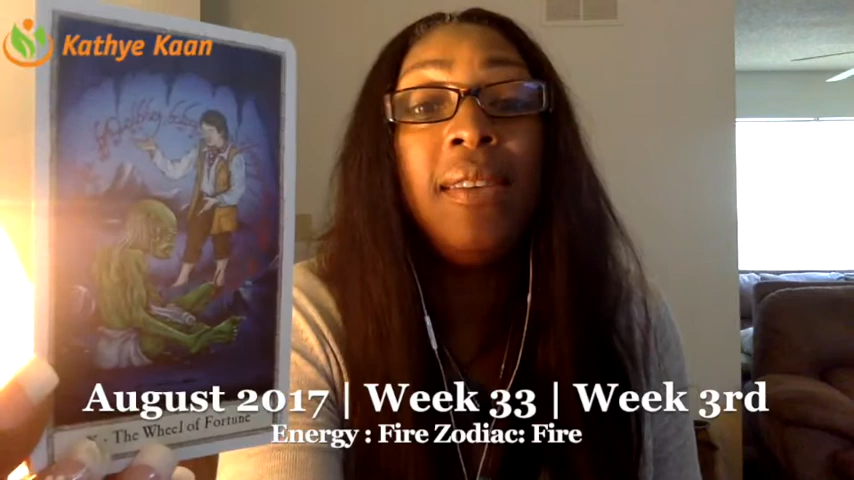 Kathye Kaan
X · The Wheel of Fortune
August 2017 | Week 33 | Week 3rd
Energy : Fire Zodiac: Fire